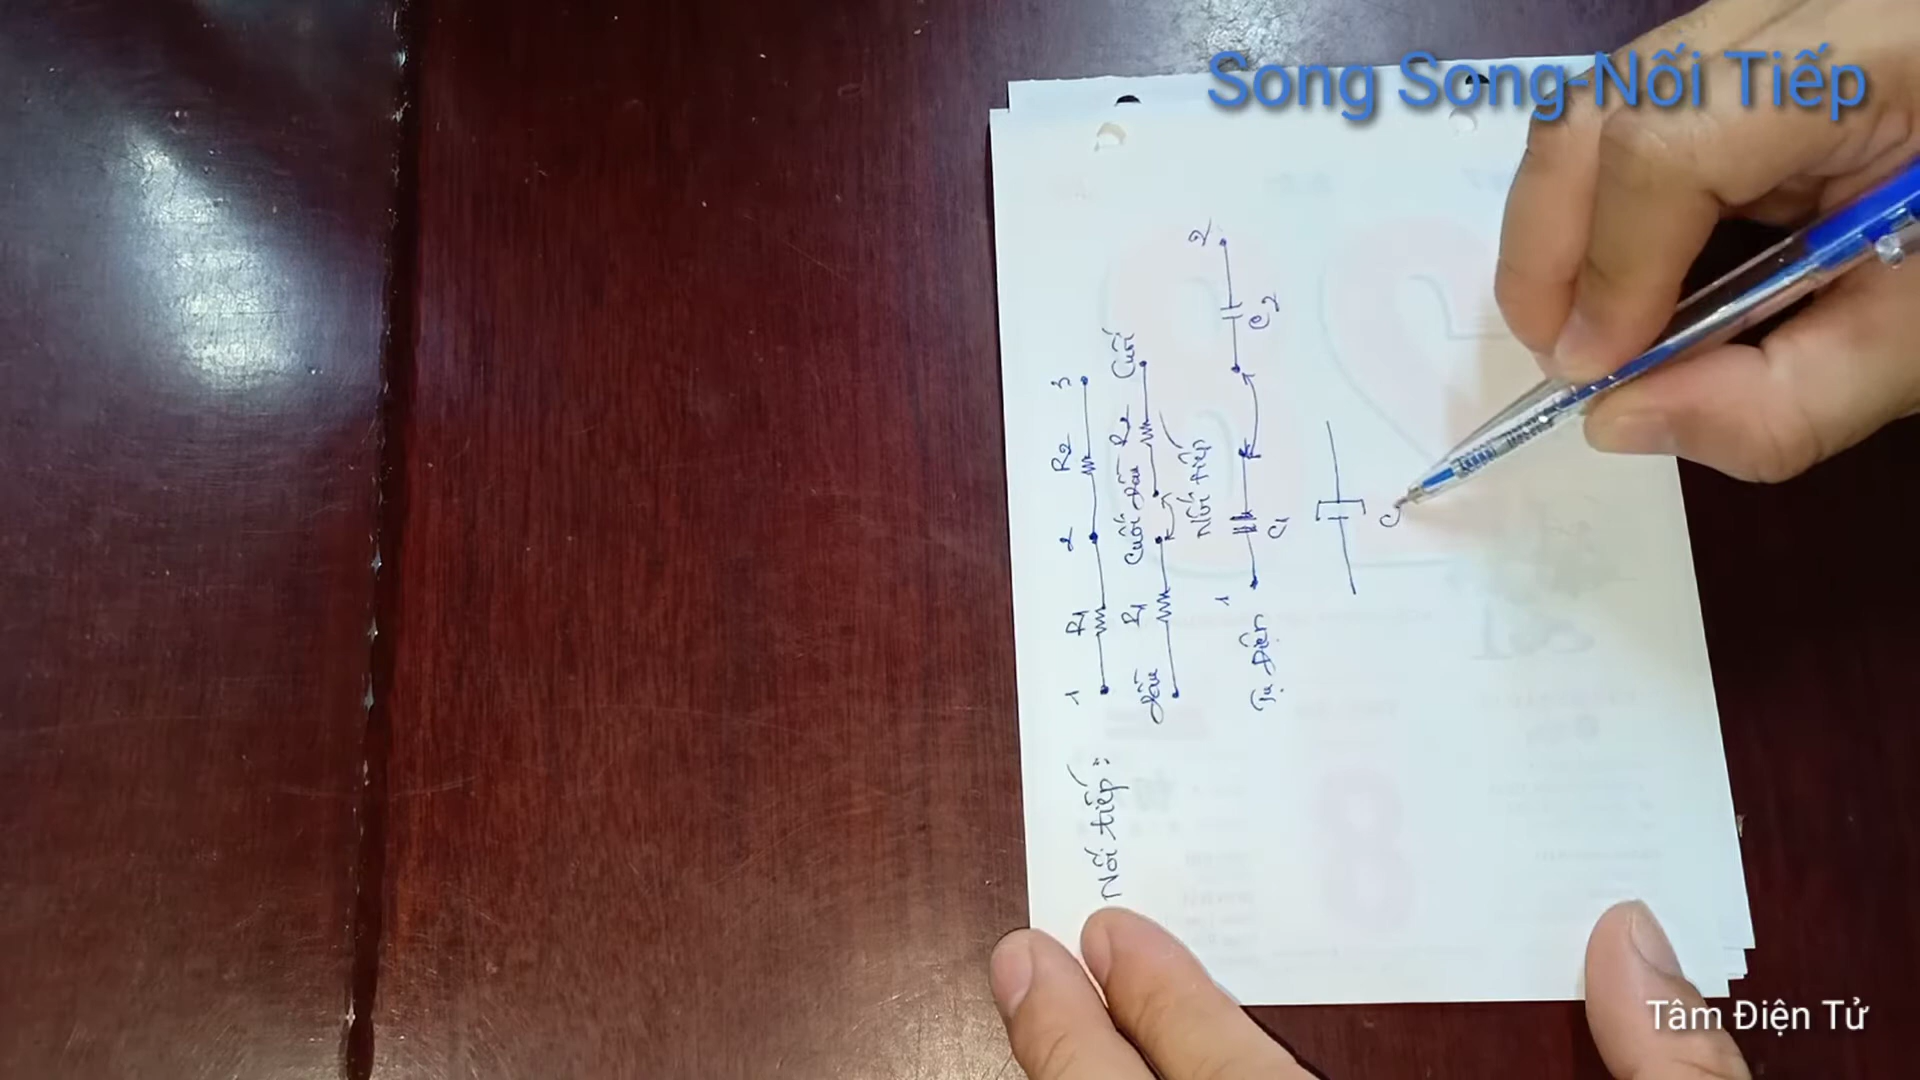 Song Song-Nối Tiếp
Nối tiếp:
1 R1 2 R2 3
Đầu R1 Cuối Đầu R2 Cuối
Nối tiếp
Tụ Điện 1 C1 C2 2
C
Tâm Điện Tử